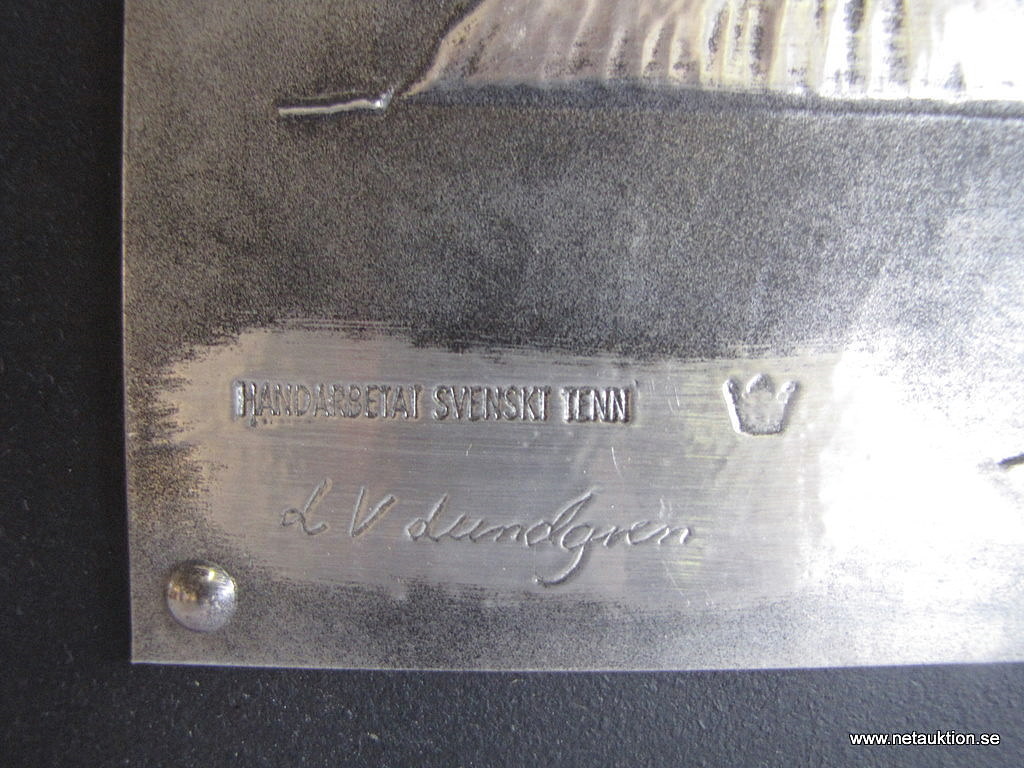 HANDARBETAT SVENSKT TENN
L V Lundgren
www.netauktion.se